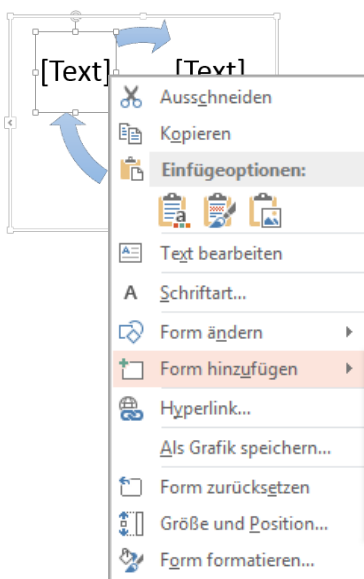 [Text] [Text]
Ausschneiden
Kopieren
Einfügeoptionen:
a
Text bearbeiten
A Schriftart...
Form ändern
Form hinzufügen
Hyperlink...
Als Grafik speichern...
Form zurücksetzen
Größe und Position...
Form formatieren...